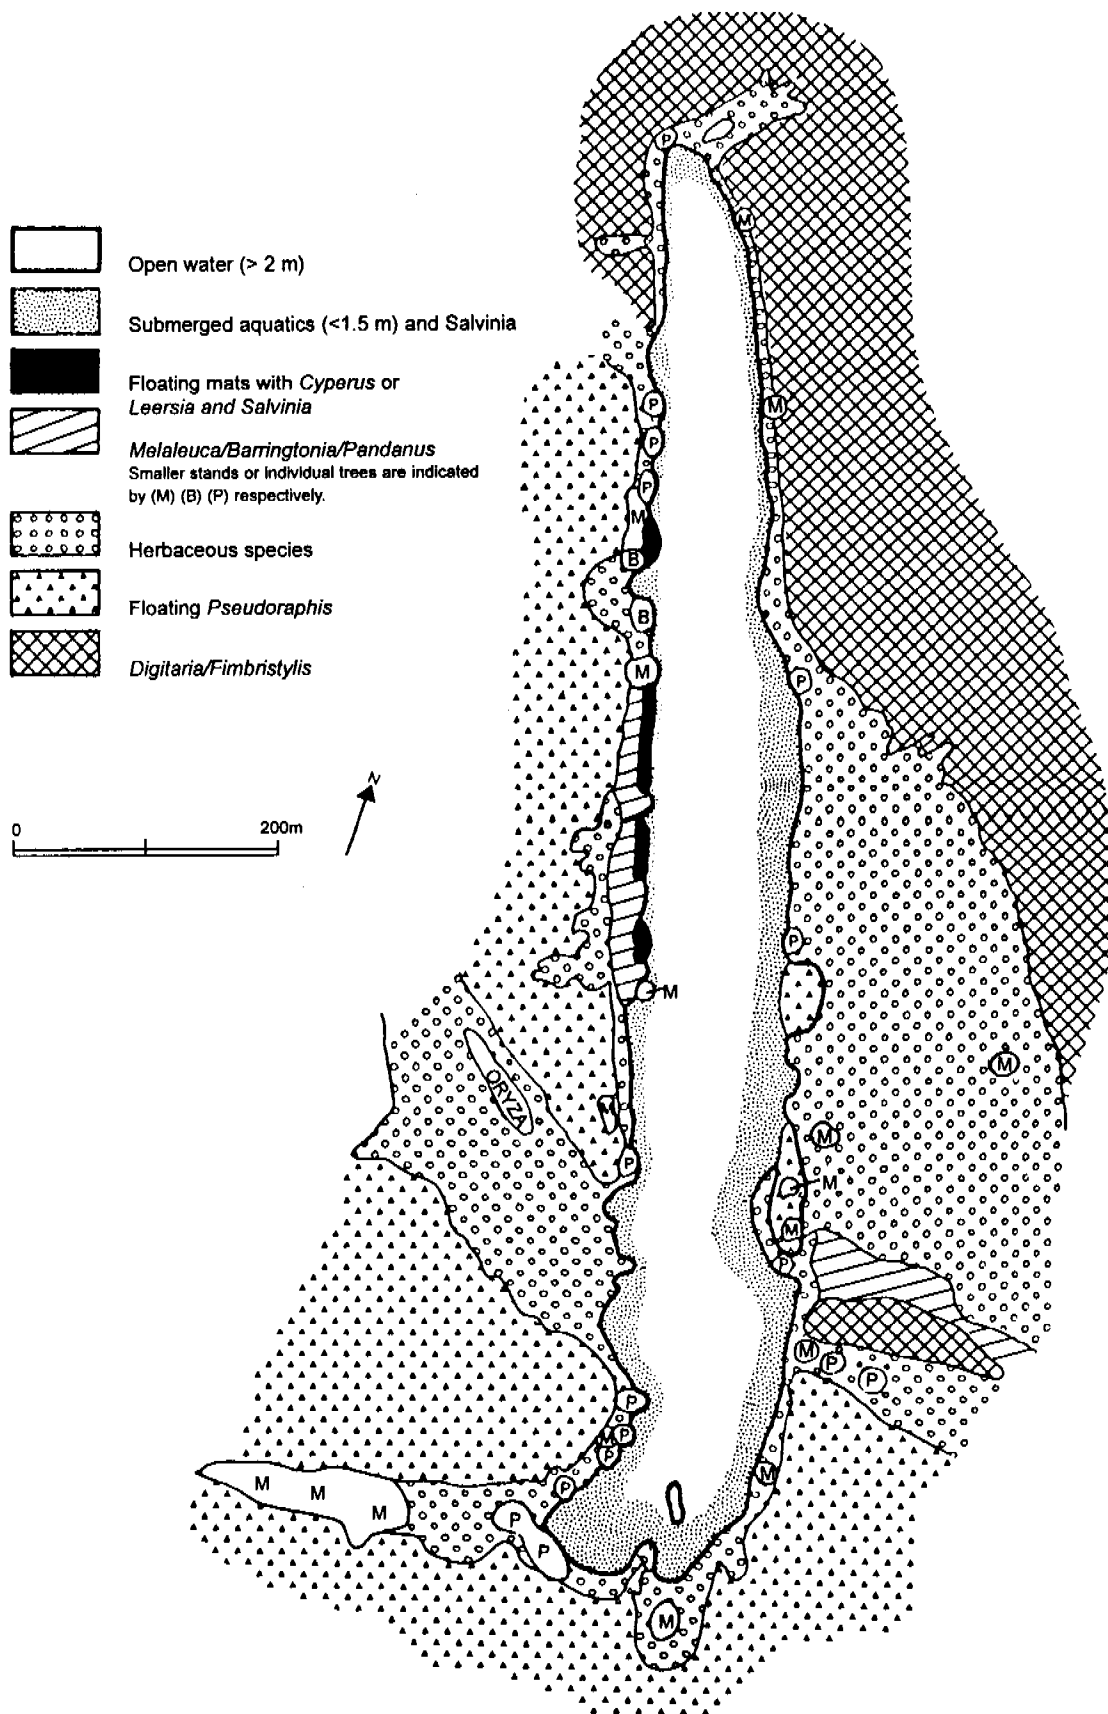 Open water (> 2 m)
Submerged aquatics (<1.5 m) and Salvinia
Floating mats with Cyperus or
Leersia and Salvinia
Melaleuca/Barringtonia/Pandanus
Smaller stands or individual trees are indicated
by (M) (B) (P) respectively.
Herbaceous species
Floating Pseudoraphis
Digitaria/Fimbristylis
N
0 200m
P
M
P
M
P
P
M
B
B
M
P
P
M
M
ORYZA
M
M
P
M
M
P
M
P
P
P
M
P
P
M
P
M
M
M
P
P
M